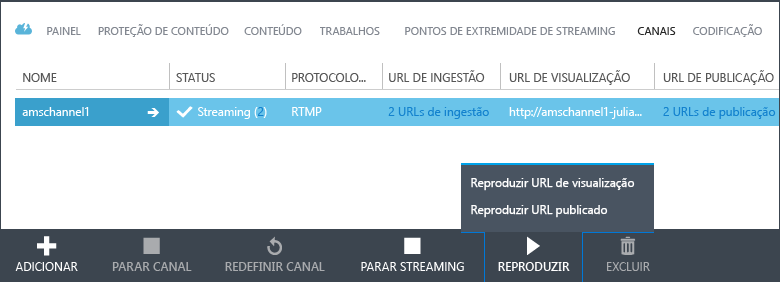 PAINEL PROTEÇÃO DE CONTEÚDO CONTEÚDO TRABALHOS PONTOS DE EXTREMIDADE DE STREAMING CANAIS CODIFICAÇÃO
NOME STATUS PROTOCOLO... URL DE INGESTÃO URL DE VISUALIZAÇÃO URL DE PUBLICAÇÃO
amschannel1 Streaming (2) RTMP 2 URLs de ingestão http://amschannel1-julia... 2 URLs de publicação
Reproduzir URL de visualização
Reproduzir URL publicado
ADICIONAR PARAR CANAL REDEFINIR CANAL PARAR STREAMING REPRODUZIR EXCLUIR